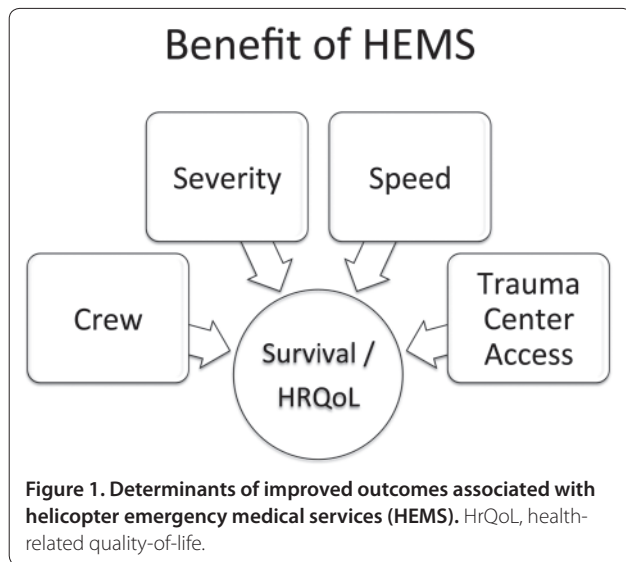 Benefit of HEMS
Severity
Speed
Crew
Trauma
Center
Access
Survival /
HRQoL
Figure 1. Determinants of improved outcomes associated with
helicopter emergency medical services (HEMS). HrQoL, health-
related quality-of-life.